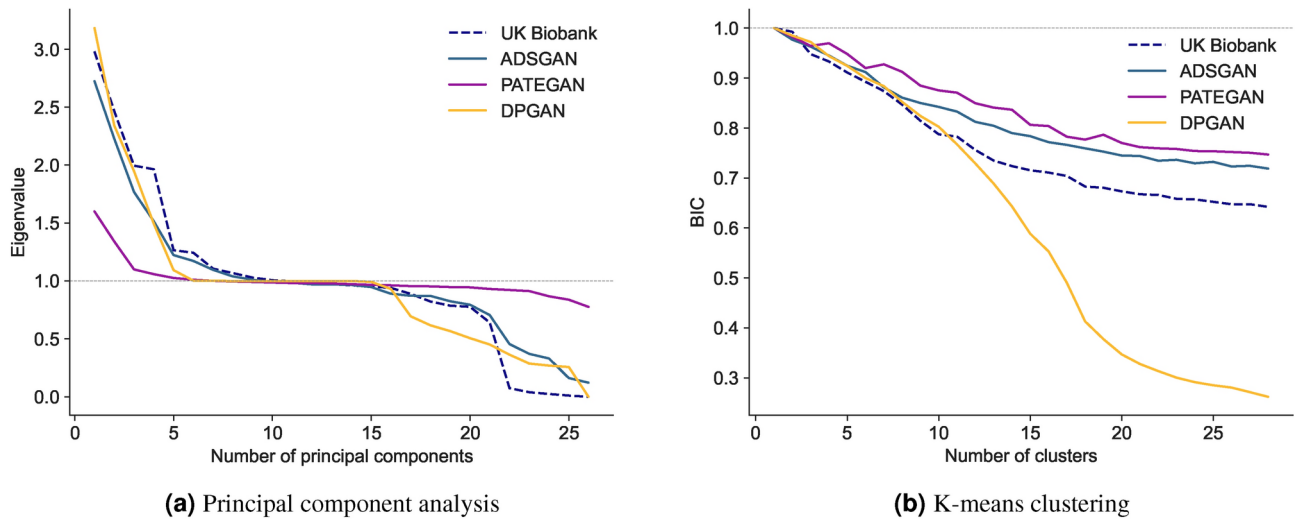 UK Biobank
ADSGAN
PATEGAN
DPGAN
Eigenvalue
3.0
2.5
2.0
1.5
1.0
0.5
0.0
0 5 10 15 20 25
Number of principal components
(a) Principal component analysis
UK Biobank
ADSGAN
PATEGAN
DPGAN
BIC
1.0
0.9
0.8
0.7
0.6
0.5
0.4
0.3
0 5 10 15 20 25
Number of clusters
(b) K-means clustering